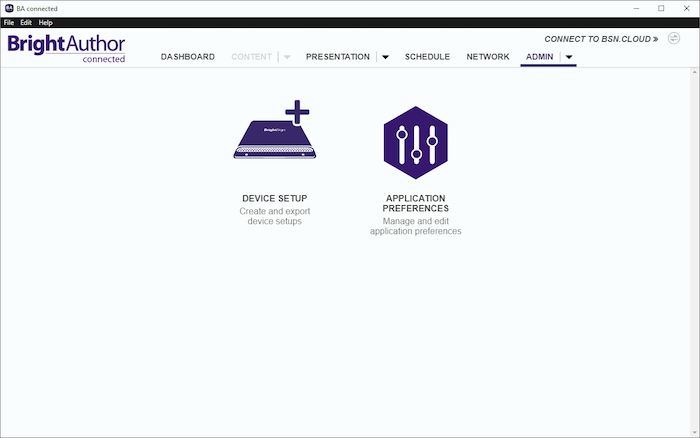 BA connected
File Edit Help
BrightAuthor
connected
CONNECT TO BSN.CLOUD »
DASHBOARD CONTENT PRESENTATION SCHEDULE NETWORK ADMIN
BrightSign
DEVICE SETUP
Create and export
device setups
APPLICATION
PREFERENCES
Manage and edit
application preferences